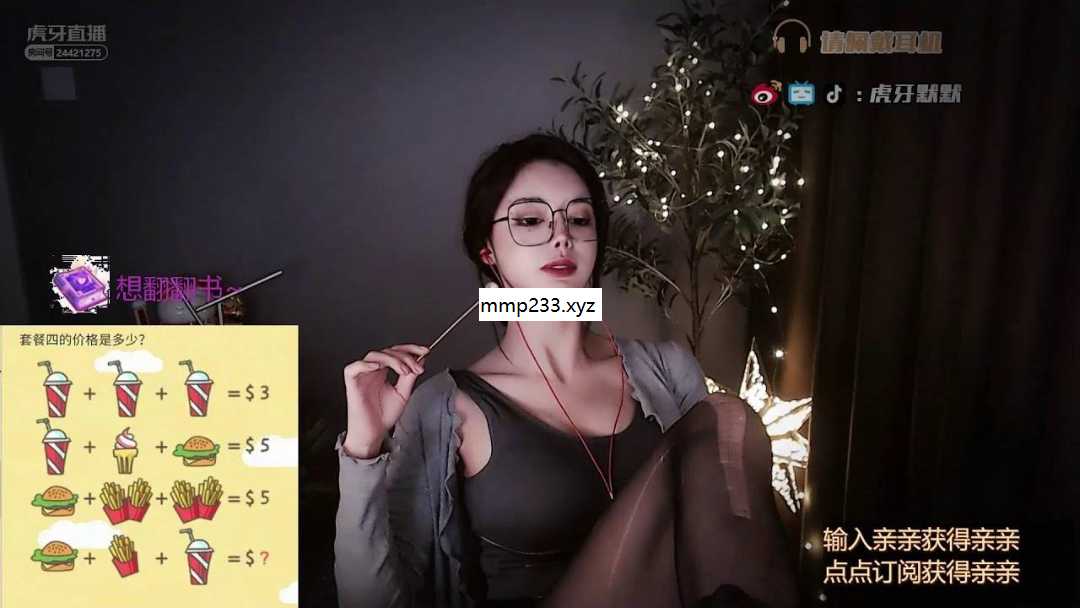 虎牙直播
房间号 24421275
请佩戴耳机
:虎牙默默
想翻翻书~
mmp233.xyz
套餐四的价格是多少?
+ + = $ 3
+ + = $ 5
+ + = $ 5
+ + = $ ?
输入亲亲获得亲亲
点点订阅获得亲亲